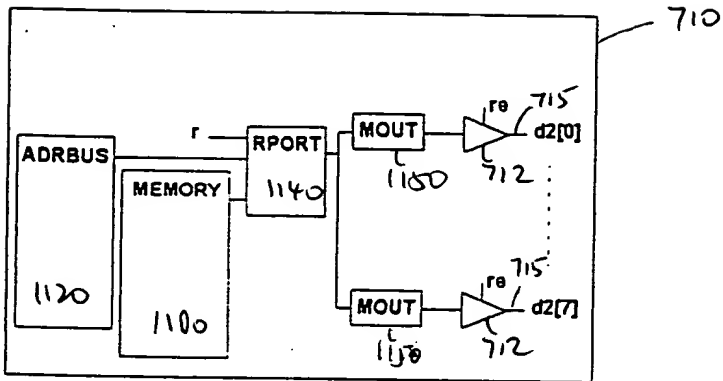 710
re 715
r MOUT d2[0]
ADRBUS RPORT
MEMORY 1140 1150 712
re 715
1120 1100 MOUT d2[7]
1150 712